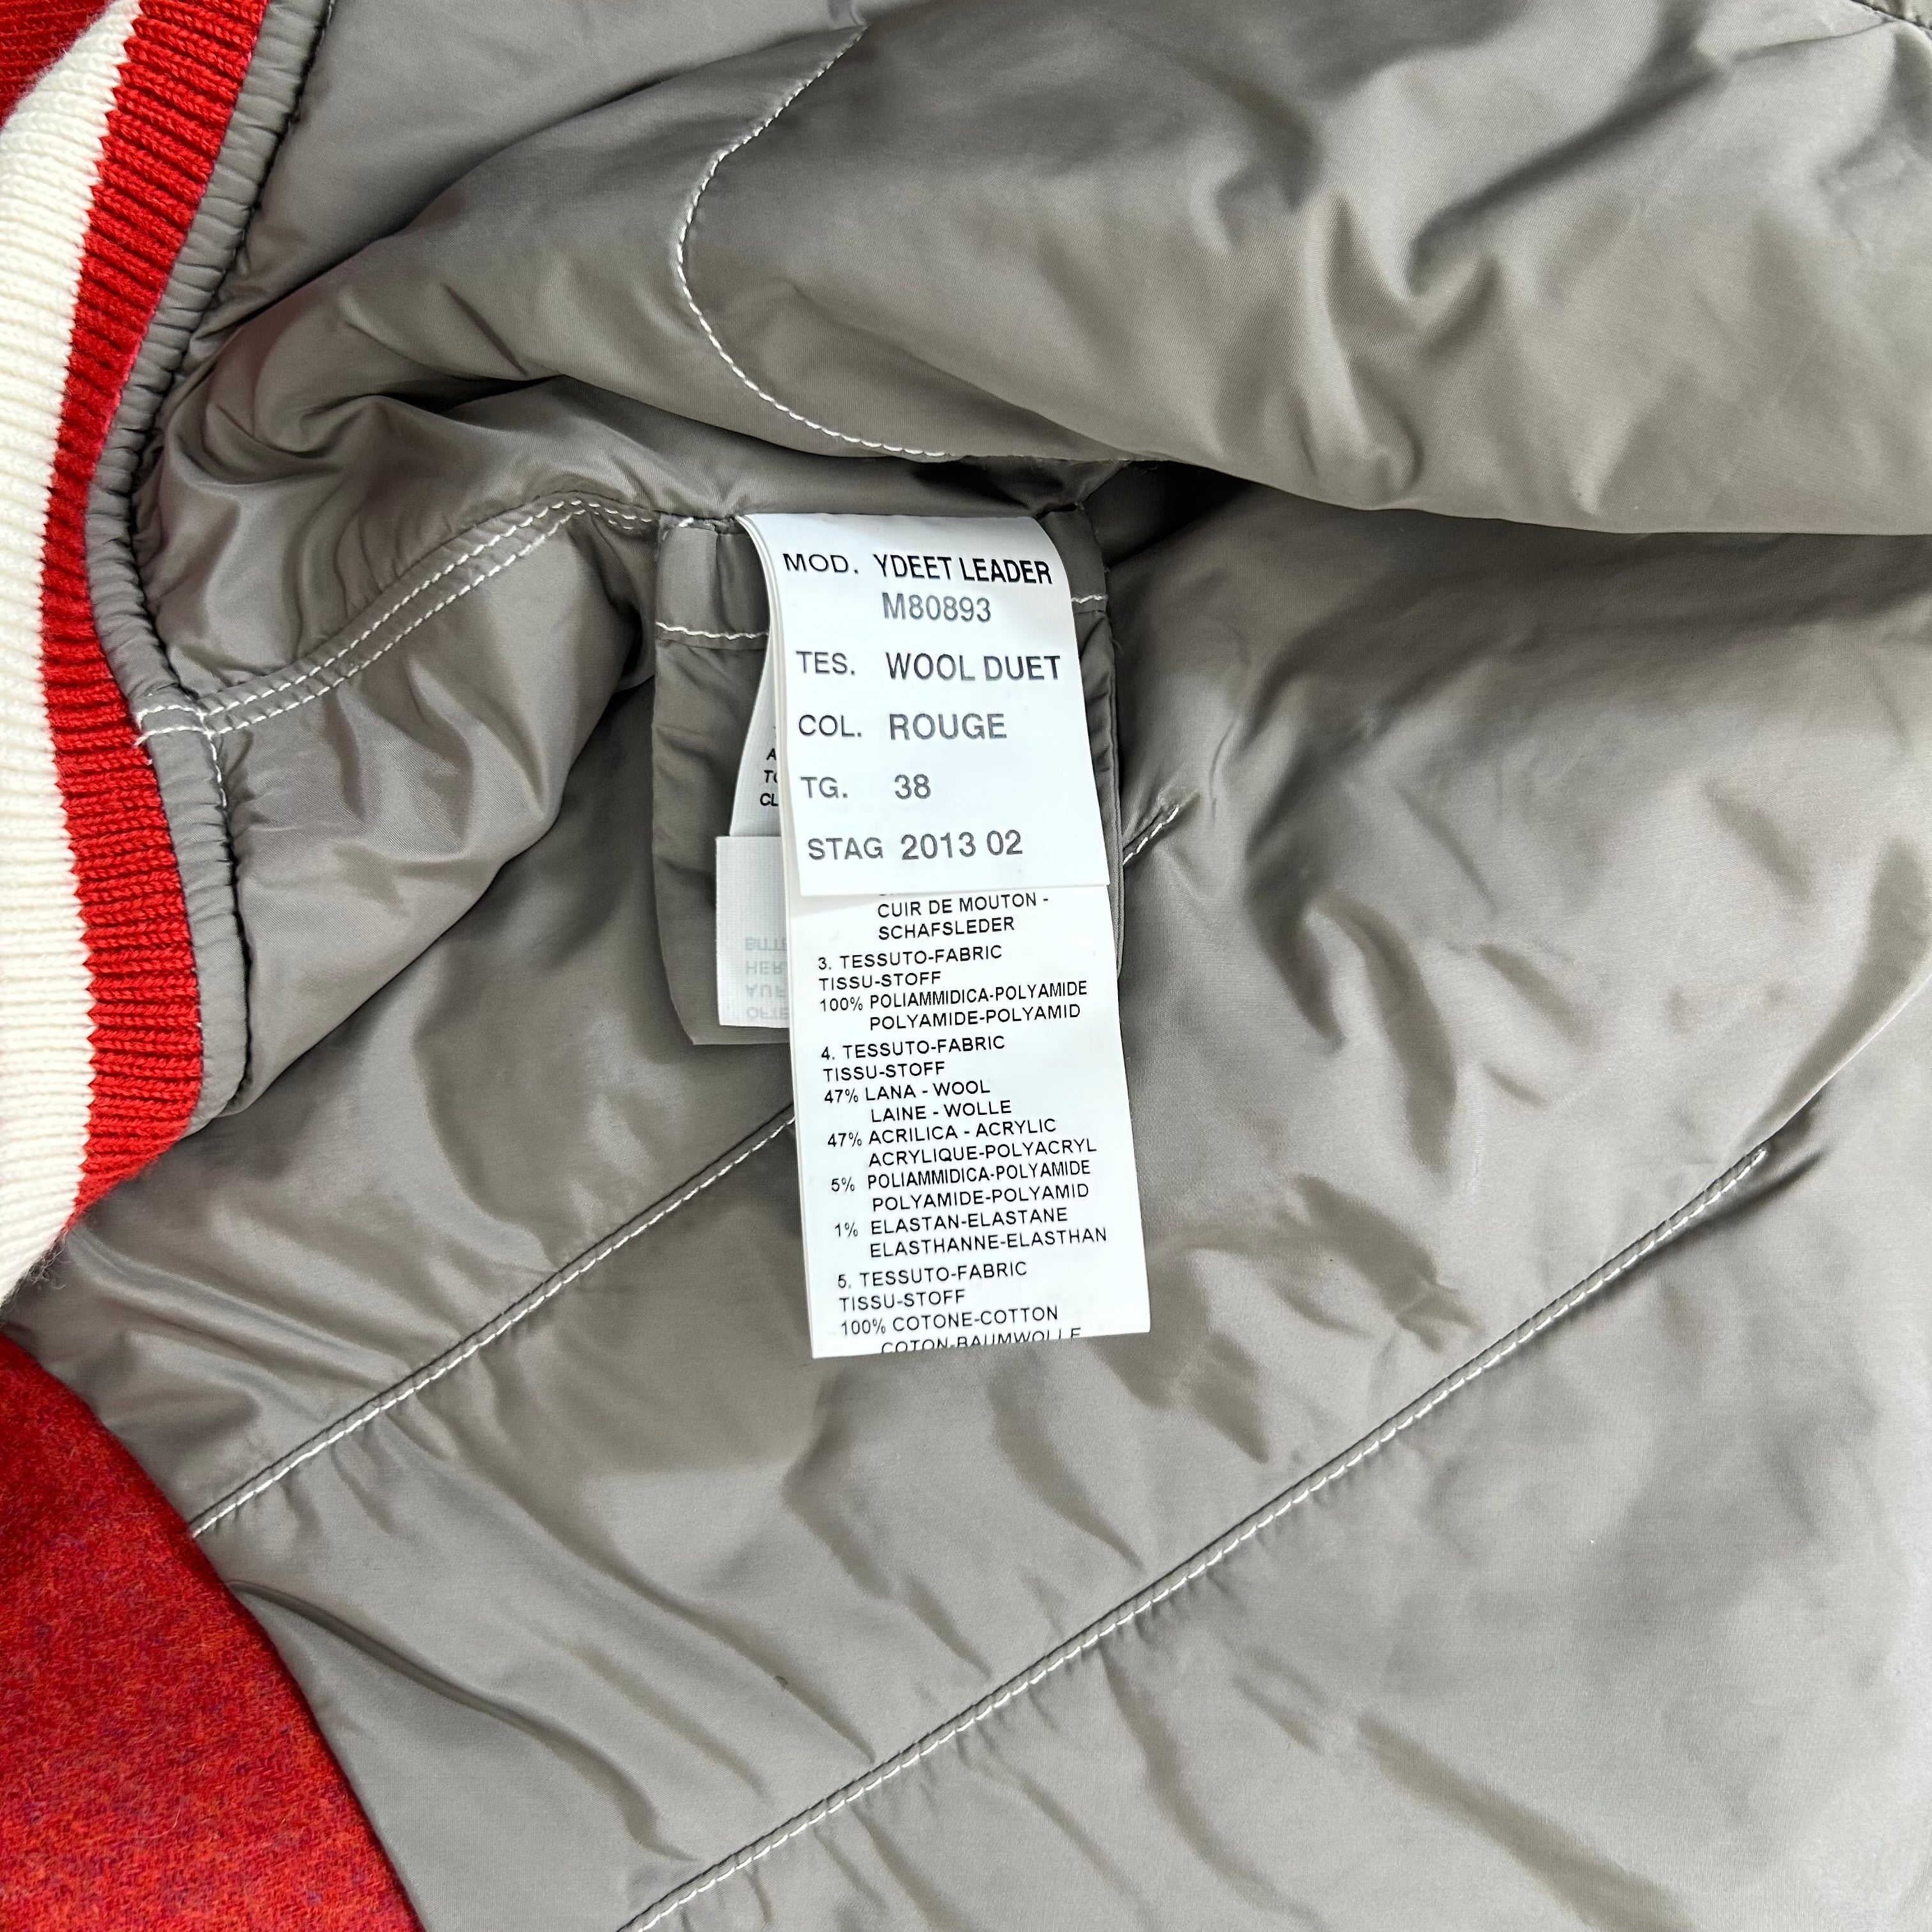 MOD. YDEET LEADER
M80893
TES. WOOL DUET
COL. ROUGE
TG. 38
STAG 2013 02
CUIR DE MOUTON -
SCHAFSLEDER
3. TESSUTO-FABRIC
TISSU-STOFF
100% POLIAMMIDICA-POLYAMIDE
POLYAMIDE-POLYAMID
4. TESSUTO-FABRIC
TISSU-STOFF
47% LANA - WOOL
LAINE - WOLLE
47% ACRILICA - ACRYLIC
ACRYLIQUE-POLYACRYL
5% POLIAMMIDICA-POLYAMIDE
POLYAMIDE-POLYAMID
1% ELASTAN-ELASTANE
ELASTHANNE-ELASTHAN
5. TESSUTO-FABRIC
TISSU-STOFF
100% COTONE-COTTON
COTON-BAUMWOLLE